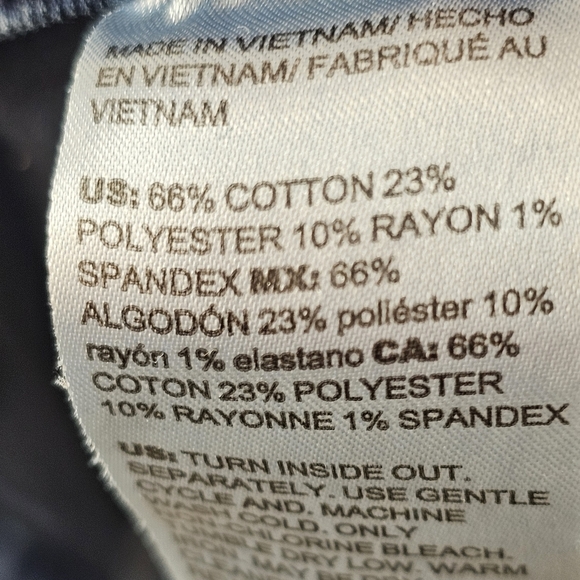 MADE IN VIETNAM/ HECHO
EN VIETNAM/ FABRIQUÉ AU
VIETNAM
US: 66% COTTON 23%
POLYESTER 10% RAYON 1%
SPANDEX MX: 66%
ALGODÓN 23% poliéster 10%
rayón 1% elastano CA: 66%
COTON 23% POLYESTER
10% RAYONNE 1% SPANDEX
US: TURN INSIDE OUT.
SEPARATELY. USE GENTLE
CYCLE AND. MACHINE
WASH COLD. ONLY
CHLORINE BLEACH.
DRY LOW. WARM
MAY BE